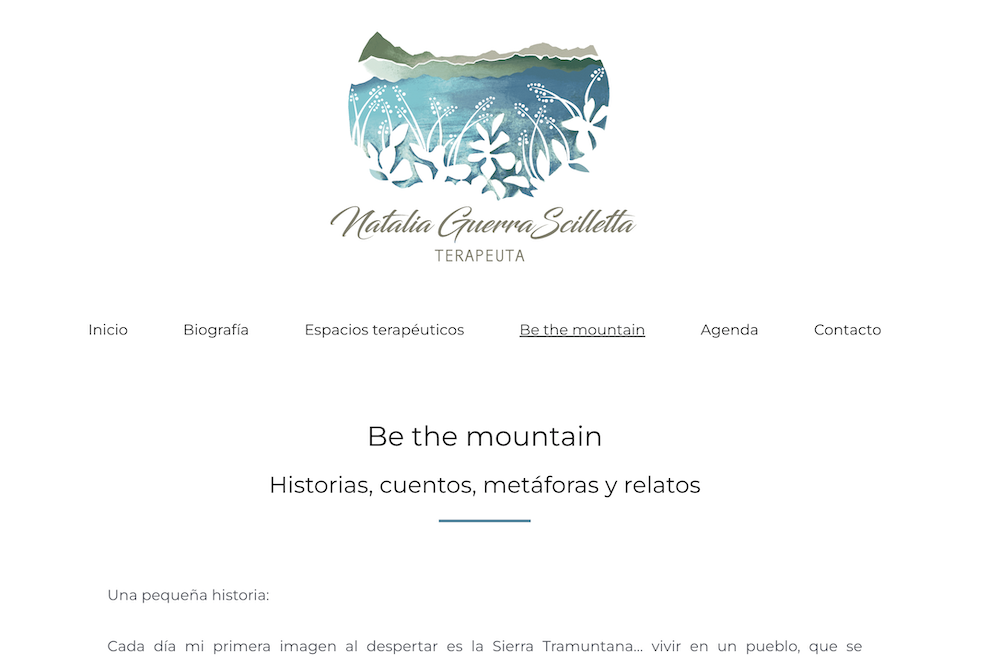 Natalia Guerra Scilletta
TERAPEUTA
Inicio Biografía Espacios terapéuticos Be the mountain Agenda Contacto
Be the mountain
Historias, cuentos, metáforas y relatos
Una pequeña historia:
Cada día mi primera imagen al despertar es la Sierra Tramuntana... vivir en un pueblo, que se